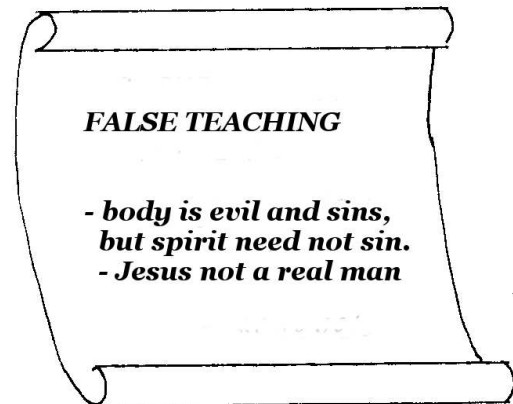 FALSE TEACHING
- body is evil and sins,
but spirit need not sin.
- Jesus not a real man